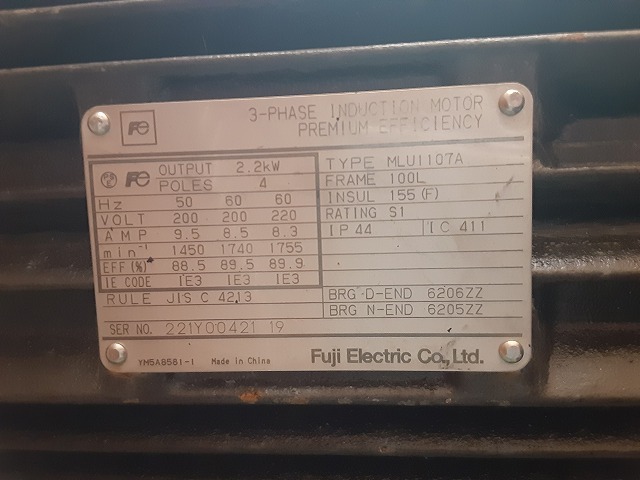 3-PHASE INDUCTION MOTOR
PREMIUM EFFICIENCY
OUTPUT 2.2kW
POLES 4
Hz 50 60 60
VOLT 200 200 220
AMP 9.5 8.5 8.3
min-1 1450 1740 1755
EFF (%) 88.5 89.5 89.9
IE CODE IE3 IE3 IE3
RULE JIS C 4213
SER NO. 221Y00421 19
TYPE MLU1107A
FRAME 100L
INSUL 155 (F)
RATING S1
IP 44 IC 411
BRG D-END 6206ZZ
BRG N-END 6205ZZ
YM5A8581-1 Made in China
Fuji Electric Co., Ltd.